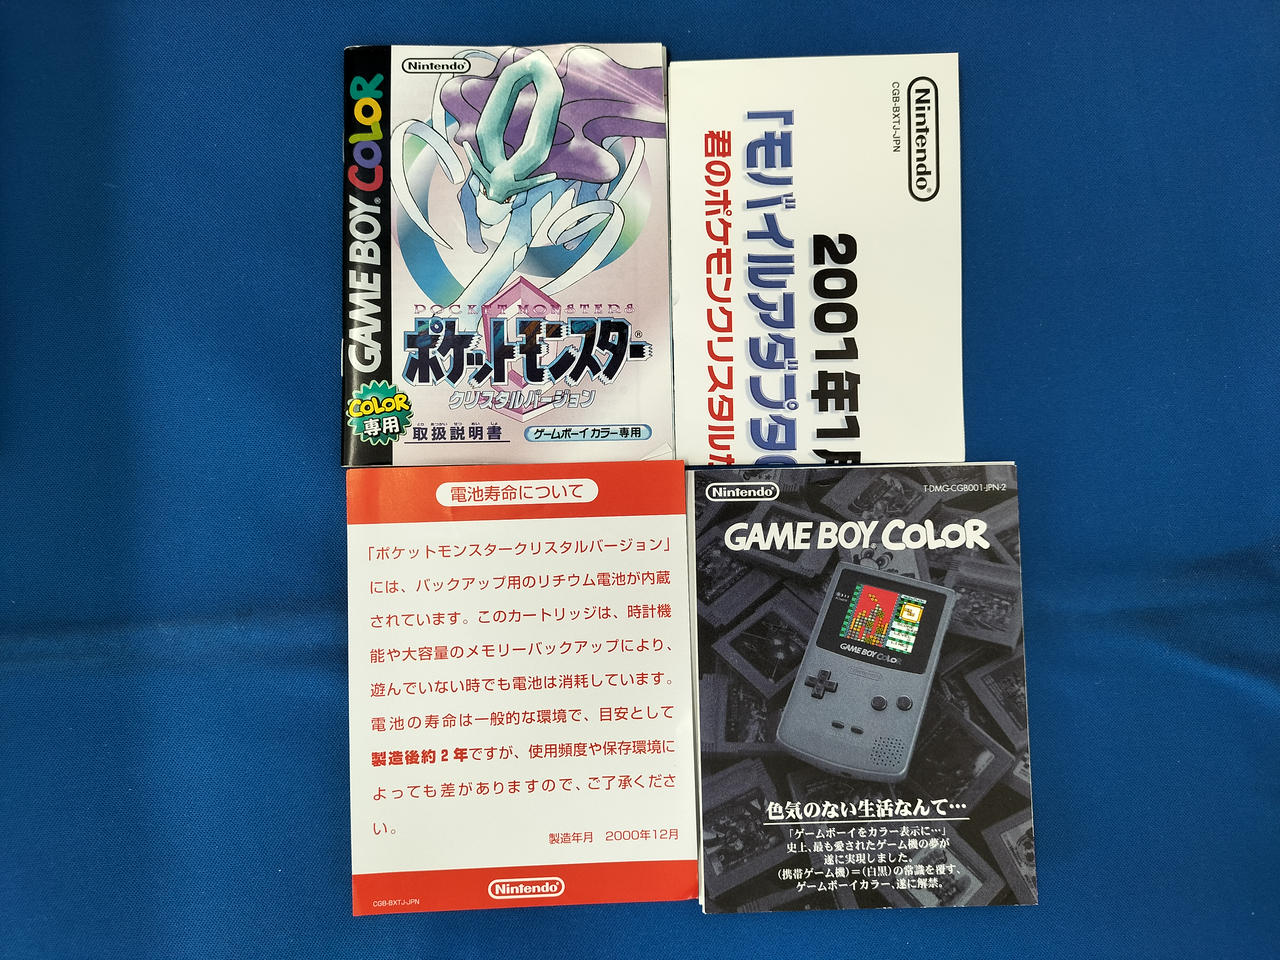 Nintendo
GAME BOY COLOR
POCKET MONSTERS
ポケットモンスター®
クリスタルバージョン
COLOR
専用
取扱説明書
ゲームボーイ カラー専用
Nintendo®
CGB-BXTJ-JPN
2001年1月
「モバイルアダプタ
君のポケモンクリスタル
電池寿命について
「ポケットモンスタークリスタルバージョン」
には、バックアップ用のリチウム電池が内蔵
されています。このカートリッジは、時計機
能や大容量のメモリーバックアップにより、
遊んでいない時でも電池は消耗しています。
電池の寿命は一般的な環境で、目安として
製造後約2年ですが、使用頻度や保存環境に
よっても差がありますので、ご了承くださ
い。
製造年月 2000年12月
Nintendo®
CGB-BXTJ-JPN
Nintendo®
T-DMG-CGB001-JPN-2
GAME BOY COLOR
GAME BOY COLOR
色気のない生活なんて…
「ゲームボーイをカラー表示に…」
史上、最も愛されたゲーム機の夢が
遂に実現しました。
(携帯ゲーム機)＝(白黒)の常識を覆す、
ゲームボーイカラー、遂に解禁。